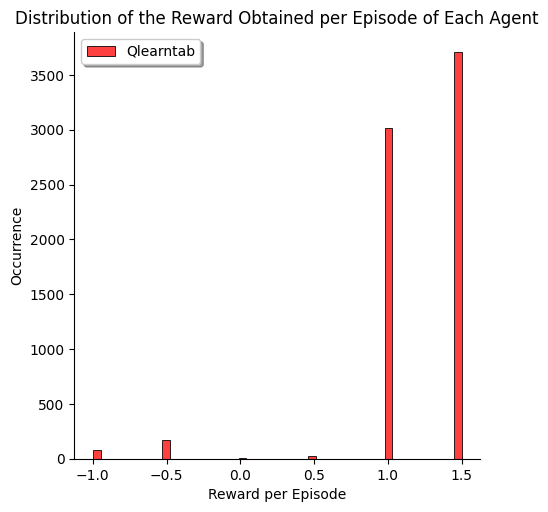 Distribution of the Reward Obtained per Episode of Each Agent
Qlearntab
3500
3000
2500
2000
1500
1000
500
0
Occurrence
−1.0 −0.5 0.0 0.5 1.0 1.5
Reward per Episode